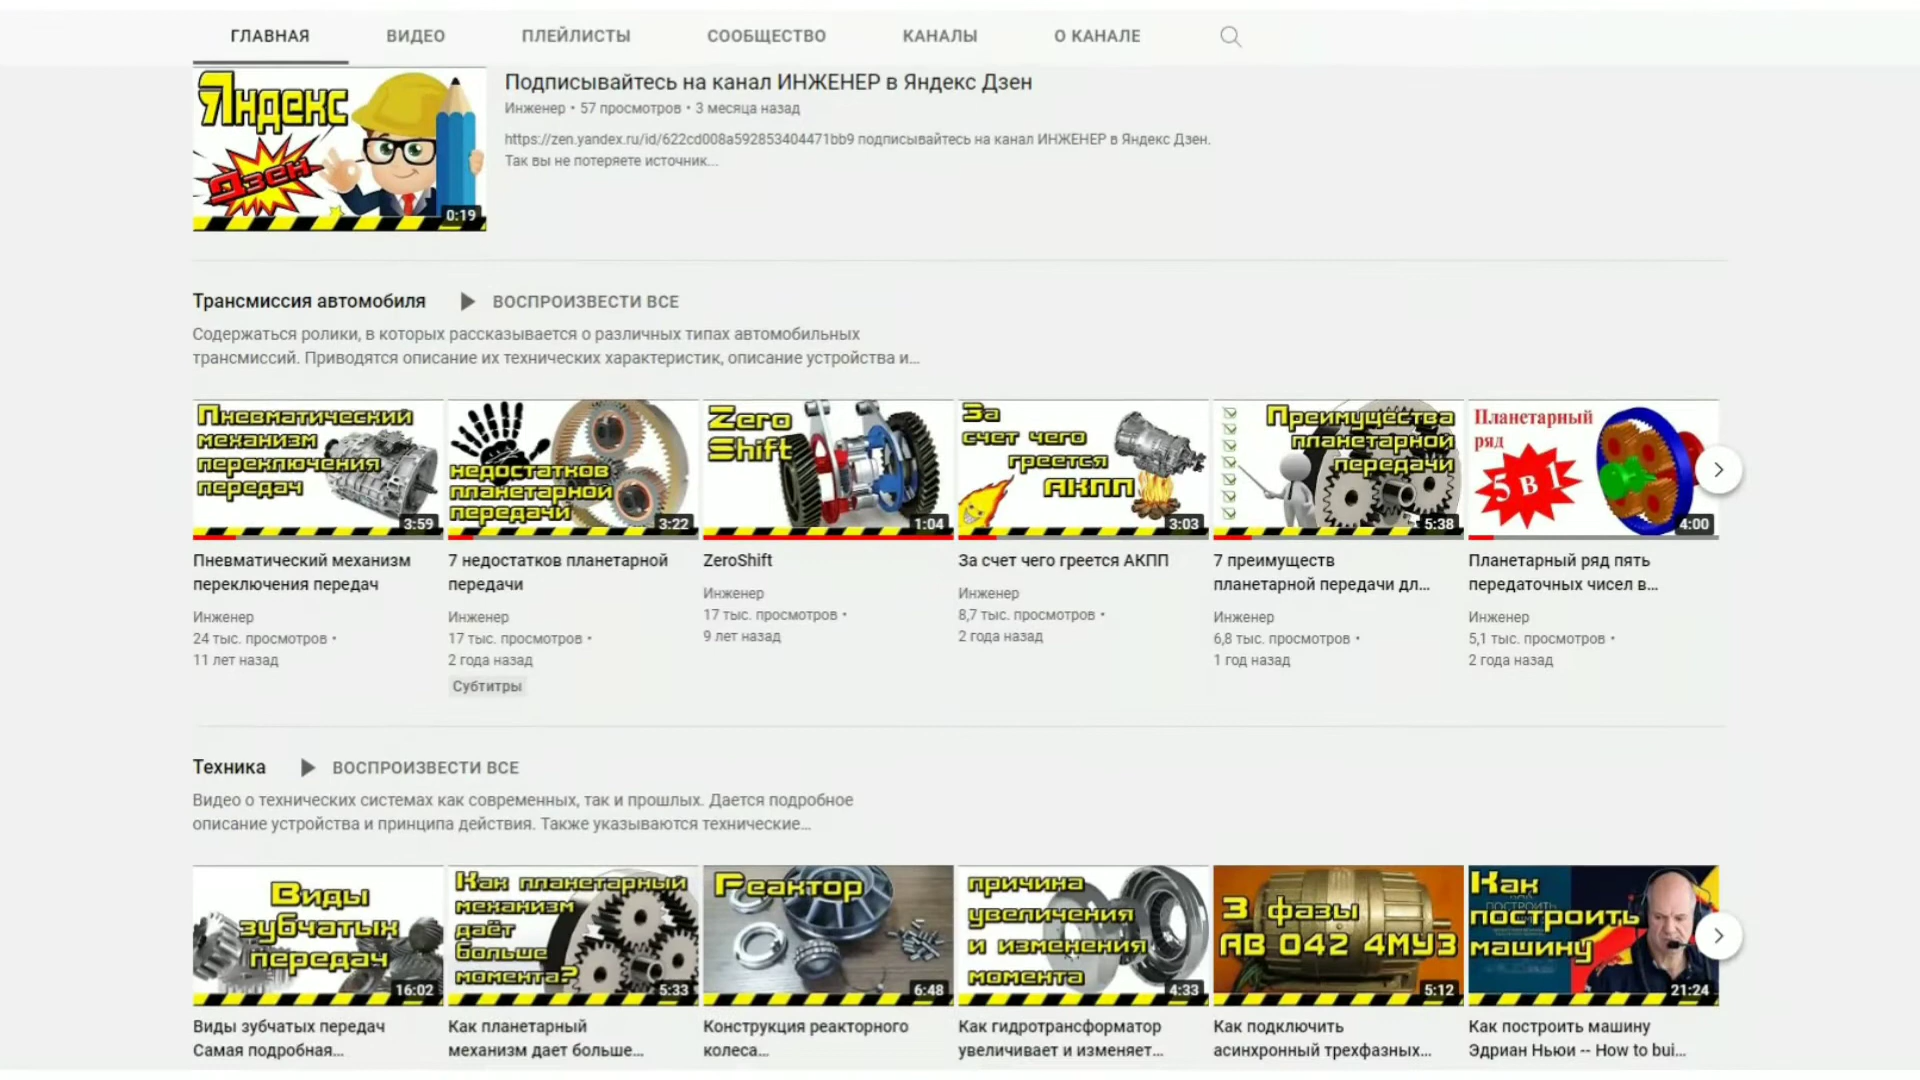 ГЛАВНАЯ ВИДЕО ПЛЕЙЛИСТЫ СООБЩЕСТВО КАНАЛЫ О КАНАЛЕ
Яндекс
Дзен
0:19
Подписывайтесь на канал ИНЖЕНЕР в Яндекс Дзен
Инженер • 57 просмотров • 3 месяца назад
https://zen.yandex.ru/id/622cd008a592853404471bb9 подписывайтесь на канал ИНЖЕНЕР в Яндекс Дзен.
Так вы не потеряете источник...
Трансмиссия автомобиля ВОСПРОИЗВЕСТИ ВСЕ
Содержаться ролики, в которых рассказывается о различных типах автомобильных
трансмиссий. Приводятся описание их технических характеристик, описание устройства и...
Пневматический
механизм
переключения
передач
3:59
недостатков
планетарной
передачи
3:22
Zero
Shift
1:04
За
счет чего
греется
АКПП
3:03
Преимущества
планетарной
передачи
5:38
Планетарный
ряд
5 в 1
4:00
Пневматический механизм
переключения передач
Инженер
24 тыс. просмотров •
11 лет назад
7 недостатков планетарной
передачи
Инженер
17 тыс. просмотров •
2 года назад
Субтитры
ZeroShift
Инженер
17 тыс. просмотров •
9 лет назад
За счет чего греется АКПП
Инженер
8,7 тыс. просмотров •
2 года назад
7 преимуществ
планетарной передачи дл...
Инженер
6,8 тыс. просмотров •
1 год назад
Планетарный ряд пять
передаточных чисел в...
Инженер
5,1 тыс. просмотров •
2 года назад
Техника ВОСПРОИЗВЕСТИ ВСЕ
Видео о технических системах как современных, так и прошлых. Дается подробное
описание устройства и принципа действия. Также указываются технические...
Виды
зубчатых
передач
16:02
Как планетарный
механизм
даёт
больше
момента?
5:33
Реактор
6:48
причина
увеличения
и изменения
момента
4:33
3 фазы
АВ 042 4МУ3
5:12
Как
построить
машину
21:24
Виды зубчатых передач
Самая подробная...
Как планетарный
механизм дает больше...
Конструкция реакторного
колеса...
Как гидротрансформатор
увеличивает и изменяет...
Как подключить
асинхронный трехфазных...
Как построить машину
Эдриан Ньюи -- How to bui...